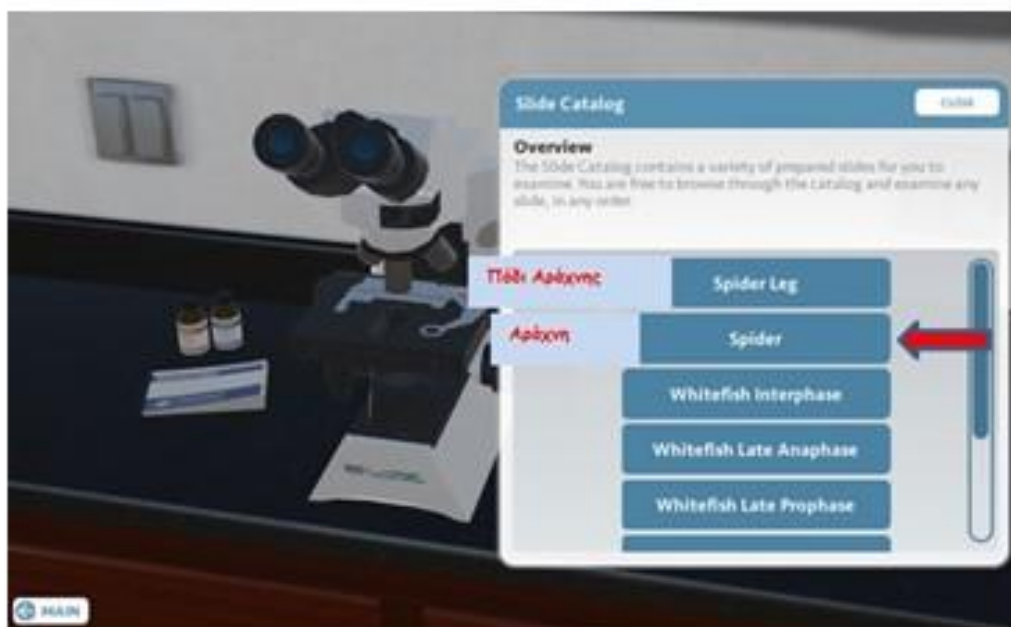 Slide Catalog
CLOSE
Overview
The Slide Catalog contains a variety of prepared slides for you to
examine. You are free to browse through the catalog and examine any
slide, in any order.
Πόδι Αράχνης
Spider Leg
Αράχνη
Spider
Whitefish Interphase
Whitefish Late Anaphase
Whitefish Late Prophase
MAIN